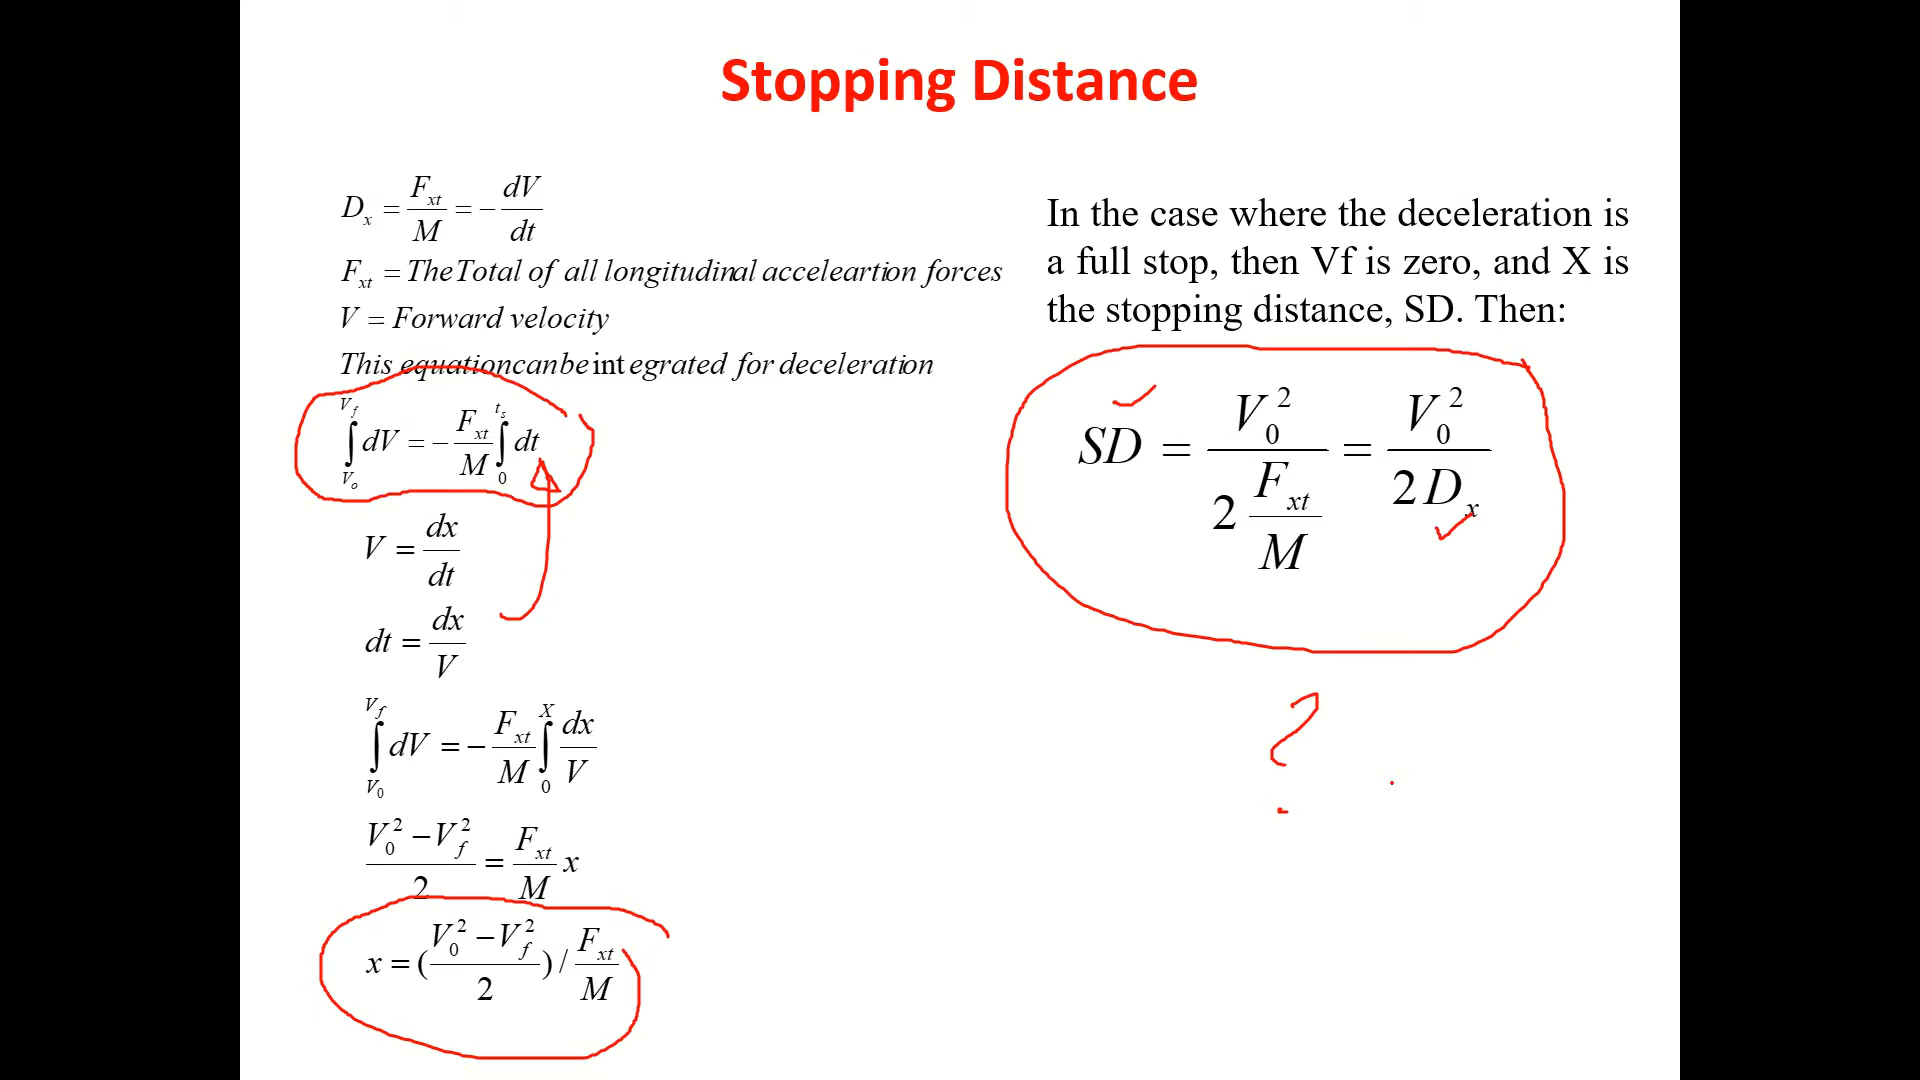 Stopping Distance
D_x = F_xt / M = − dV / dt
F_xt = The Total of all longitudinal acceleartion forces
V = Forward velocity
This equation can be int egrated for deceleration
∫_{V_o}^{V_f} dV = − F_xt / M ∫_0^{t_s} dt
V = dx / dt
dt = dx / V
∫_{V_0}^{V_f} dV = − F_xt / M ∫_0^X dx / V
(V_0^2 − V_f^2) / 2 = F_xt / M x
x = ( (V_0^2 − V_f^2) / 2 ) / F_xt / M
In the case where the deceleration is
a full stop, then Vf is zero, and X is
the stopping distance, SD. Then:
SD = V_0^2 / (2 F_xt / M) = V_0^2 / (2 D_x)
?